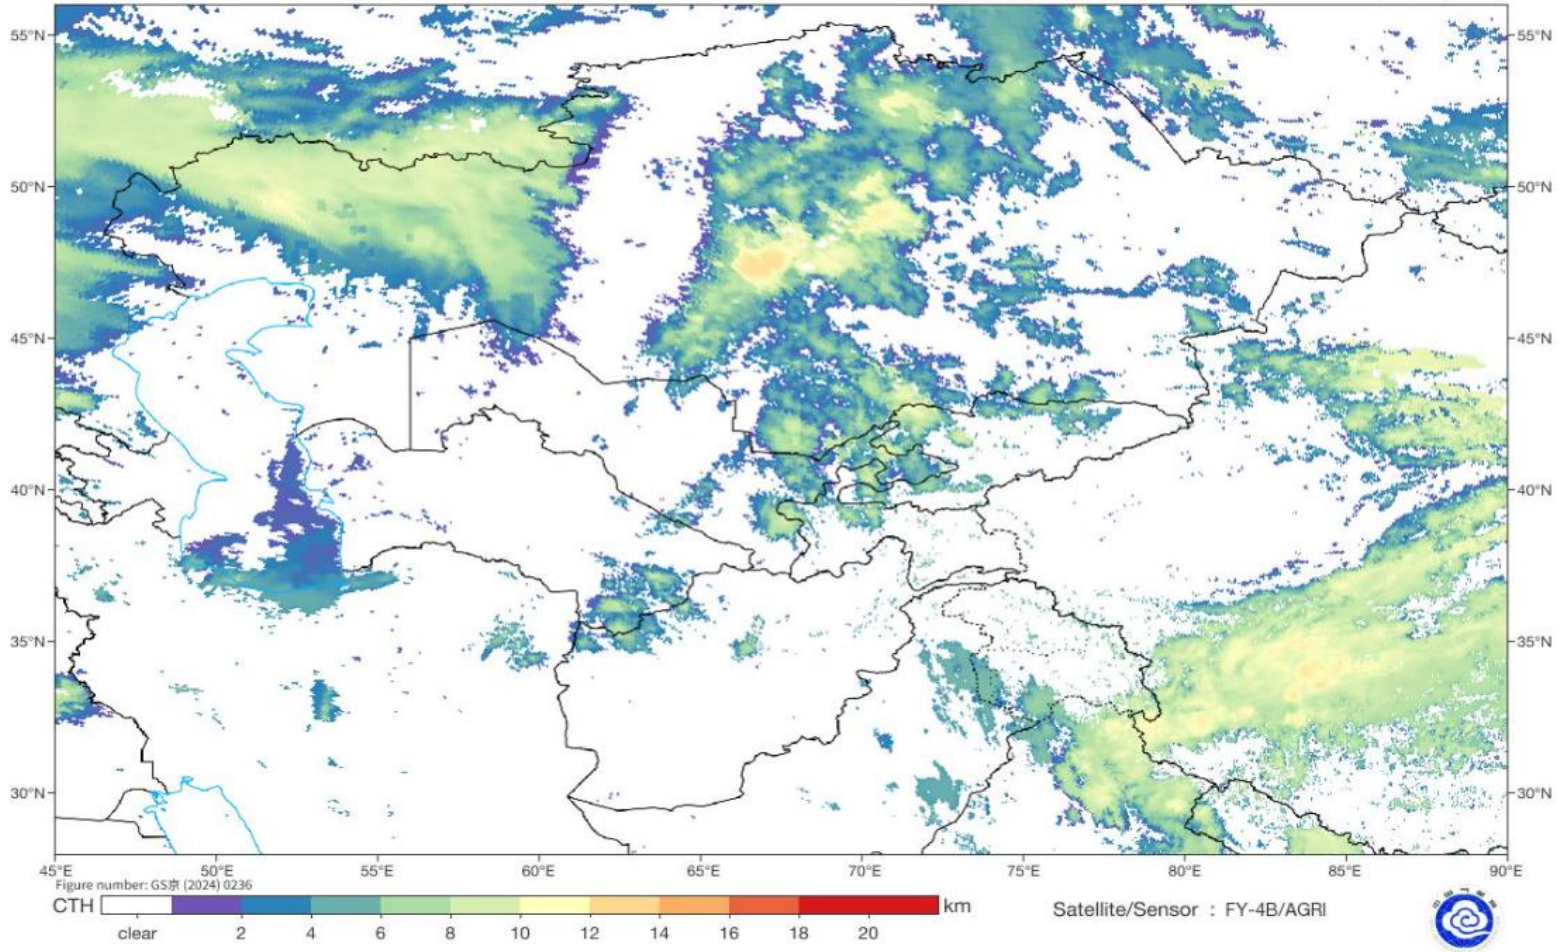 55°N 55°N
50°N 50°N
45°N 45°N
40°N 40°N
35°N 35°N
30°N 30°N
45°E 50°E 55°E 60°E 65°E 70°E 75°E 80°E 85°E 90°E
Figure number: GS京 (2024) 0236
CTH km
clear 2 4 6 8 10 12 14 16 18 20
Satellite/Sensor : FY-4B/AGRI